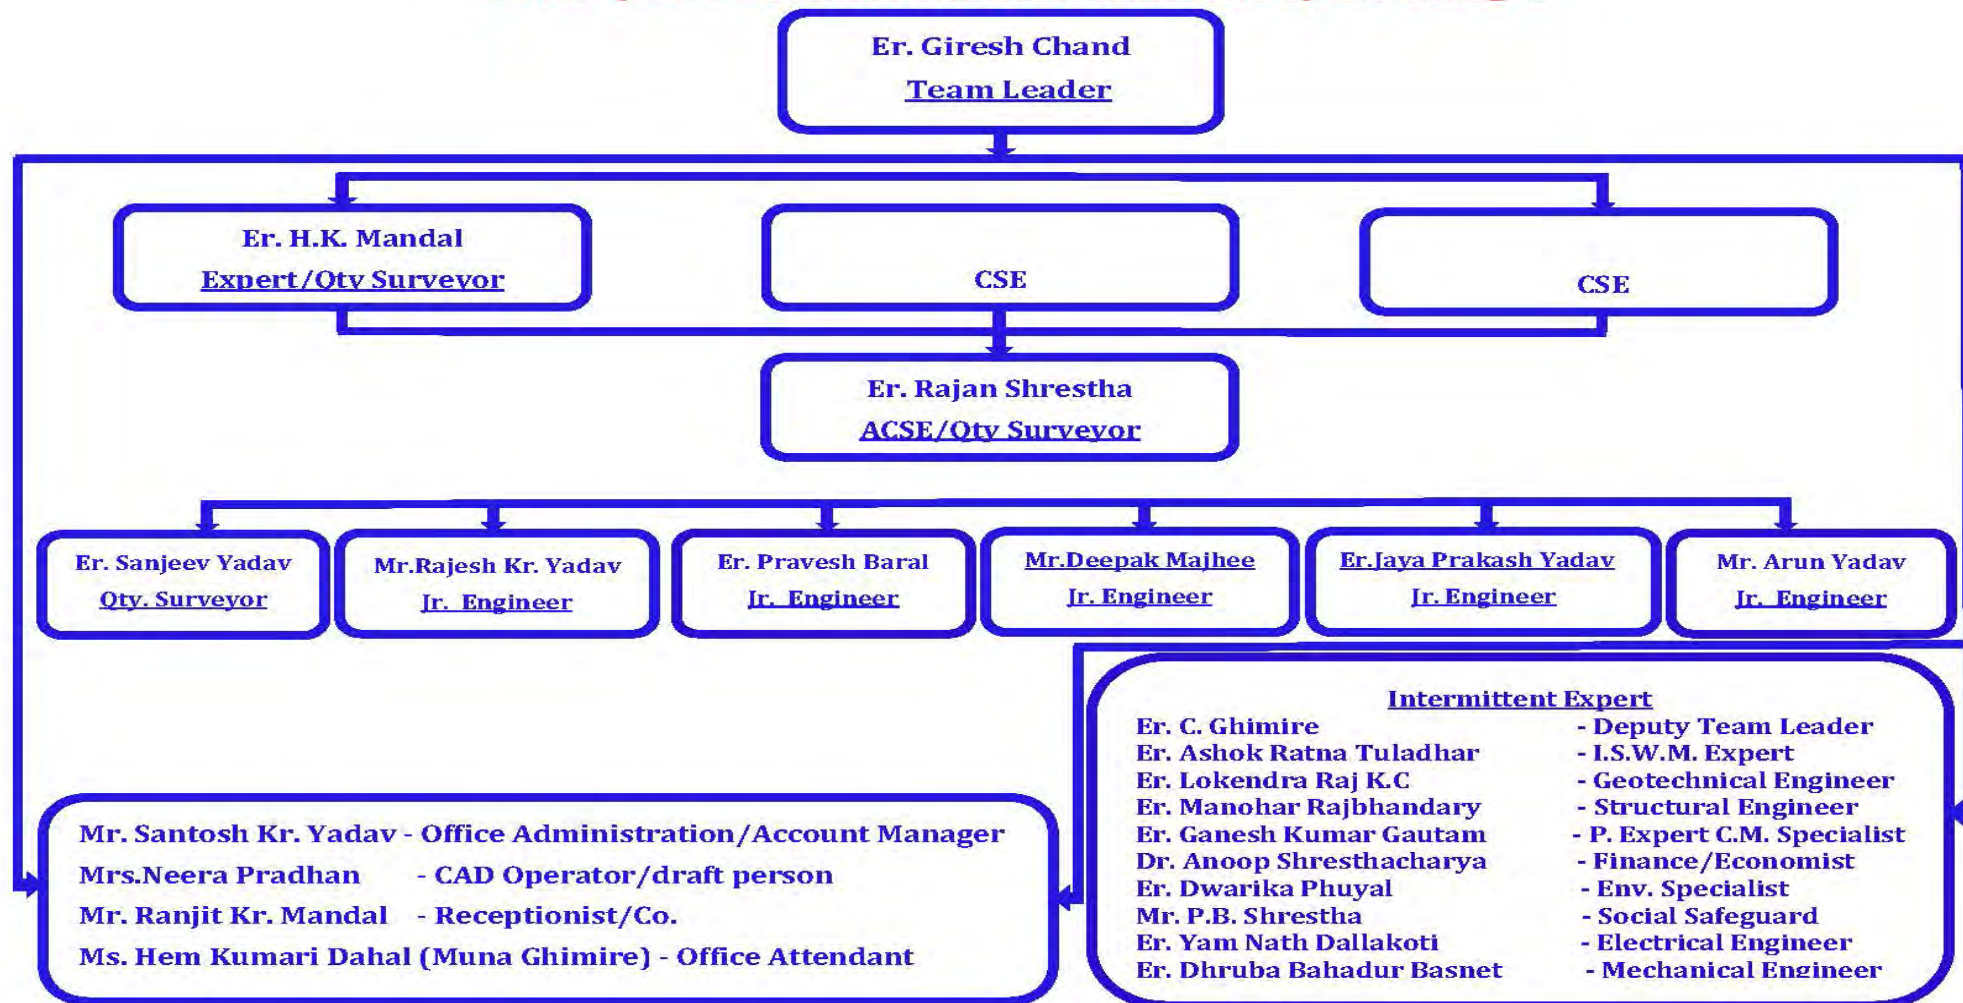 Er. Giresh Chand
Team Leader
Er. H.K. Mandal
Expert/Qty Surveyor
CSE
CSE
Er. Rajan Shrestha
ACSE/Qty Surveyor
Er. Sanjeev Yadav
Qty. Surveyor
Mr.Rajesh Kr. Yadav
Jr. Engineer
Er. Pravesh Baral
Jr. Engineer
Mr.Deepak Majhee
Jr. Engineer
Er.Jaya Prakash Yadav
Jr. Engineer
Mr. Arun Yadav
Jr. Engineer
Intermittent Expert
Er. C. Ghimire - Deputy Team Leader
Er. Ashok Ratna Tuladhar - I.S.W.M. Expert
Er. Lokendra Raj K.C - Geotechnical Engineer
Er. Manohar Rajbhandary - Structural Engineer
Er. Ganesh Kumar Gautam - P. Expert C.M. Specialist
Dr. Anoop Shresthacharya - Finance/Economist
Er. Dwarika Phuyal - Env. Specialist
Mr. P.B. Shrestha - Social Safeguard
Er. Yam Nath Dallakoti - Electrical Engineer
Er. Dhruba Bahadur Basnet - Mechanical Engineer
Mr. Santosh Kr. Yadav - Office Administration/Account Manager
Mrs.Neera Pradhan - CAD Operator/draft person
Mr. Ranjit Kr. Mandal - Receptionist/Co.
Ms. Hem Kumari Dahal (Muna Ghimire) - Office Attendant